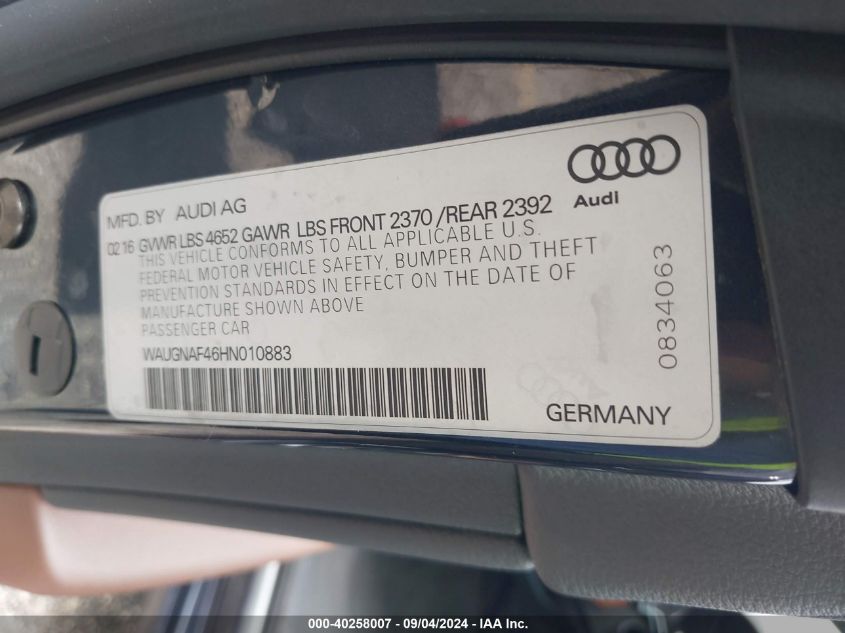 MFD. BY AUDI AG
Audi
02 16 GVWR LBS 4652 GAWR LBS FRONT 2370 /REAR 2392
THIS VEHICLE CONFORMS TO ALL APPLICABLE U.S.
FEDERAL MOTOR VEHICLE SAFETY, BUMPER AND THEFT
PREVENTION STANDARDS IN EFFECT ON THE DATE OF
MANUFACTURE SHOWN ABOVE
PASSENGER CAR
WAUGNAF46HN010883
0834063
GERMANY
000-40258007 - 09/04/2024 - IAA Inc.